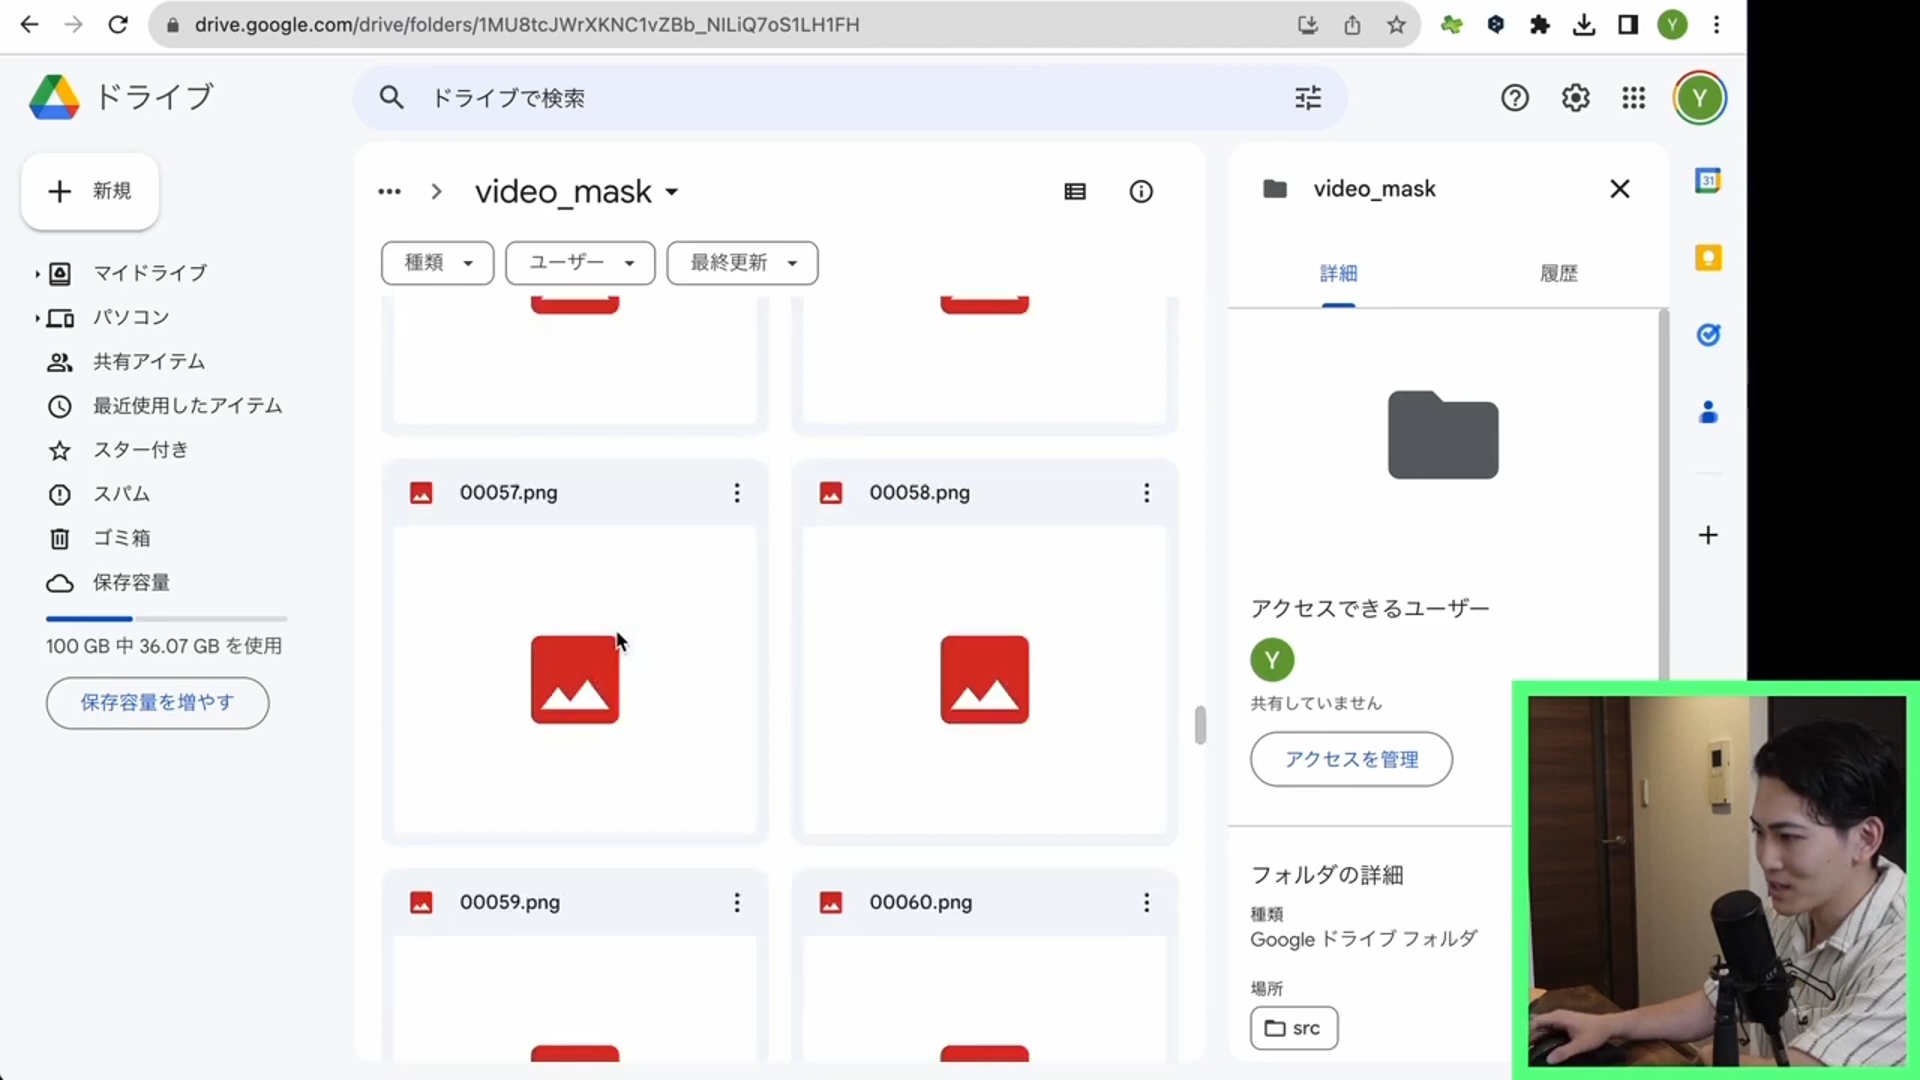 drive.google.com/drive/folders/1MU8tcJWrXKNC1vZBb_NILiQ7oS1LH1FH
Y
ドライブ
ドライブで検索
Y
新規
video_mask
video_mask
31
種類
ユーザー
最終更新
詳細
履歴
マイドライブ
パソコン
共有アイテム
最近使用したアイテム
スター付き
スパム
ゴミ箱
保存容量
100 GB 中 36.07 GB を使用
保存容量を増やす
00057.png
00058.png
00059.png
00060.png
アクセスできるユーザー
Y
共有していません
アクセスを管理
フォルダの詳細
種類
Google ドライブ フォルダ
場所
src